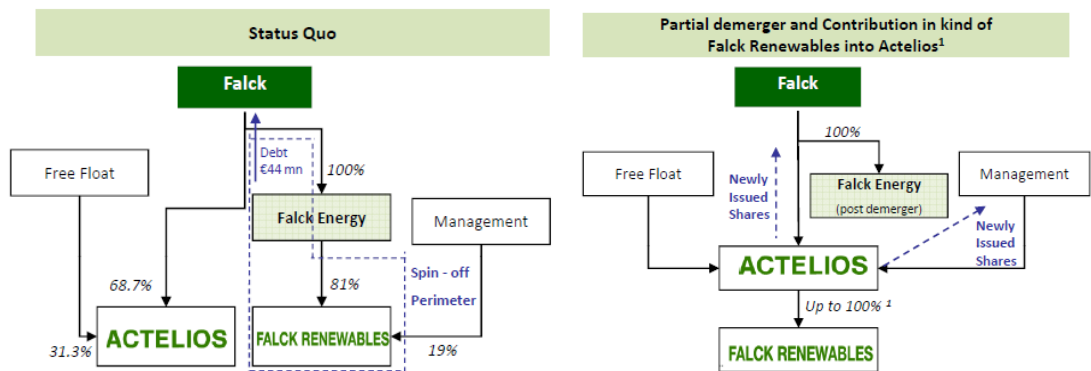 Status Quo
Falck
Debt
€44 mn
100%
Free Float
Falck Energy
Management
68.7%
81%
Spin - off
Perimeter
ACTELIOS
FALCK RENEWABLES
31.3%
19%
Partial demerger and Contribution in kind of
Falck Renewables into Actelios¹
Falck
100%
Free Float
Newly
Issued
Shares
Falck Energy
(post demerger)
Management
Newly
Issued
Shares
ACTELIOS
Up to 100% ¹
FALCK RENEWABLES